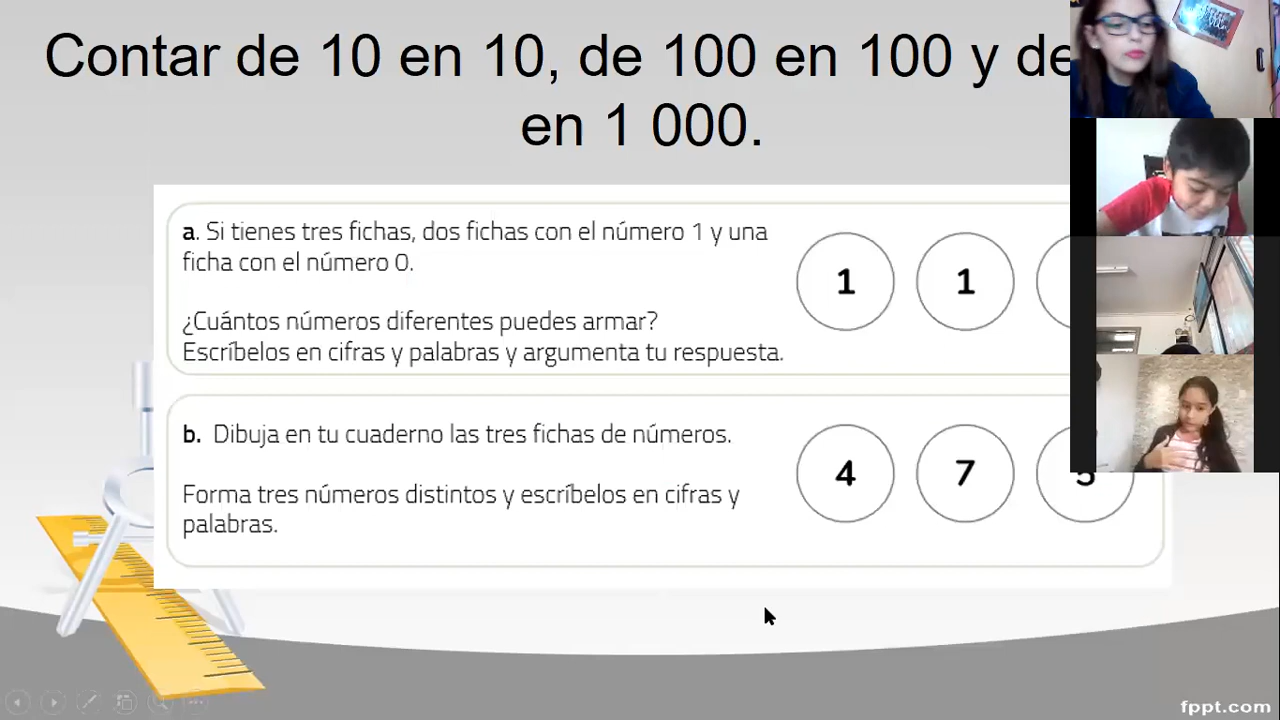 Contar de 10 en 10, de 100 en 100 y de
en 1 000.
a. Si tienes tres fichas, dos fichas con el número 1 y una
ficha con el número 0.
1 1
¿Cuántos números diferentes puedes armar?
Escríbelos en cifras y palabras y argumenta tu respuesta.
b. Dibuja en tu cuaderno las tres fichas de números.
4 7 5
Forma tres números distintos y escríbelos en cifras y
palabras.
fppt.com